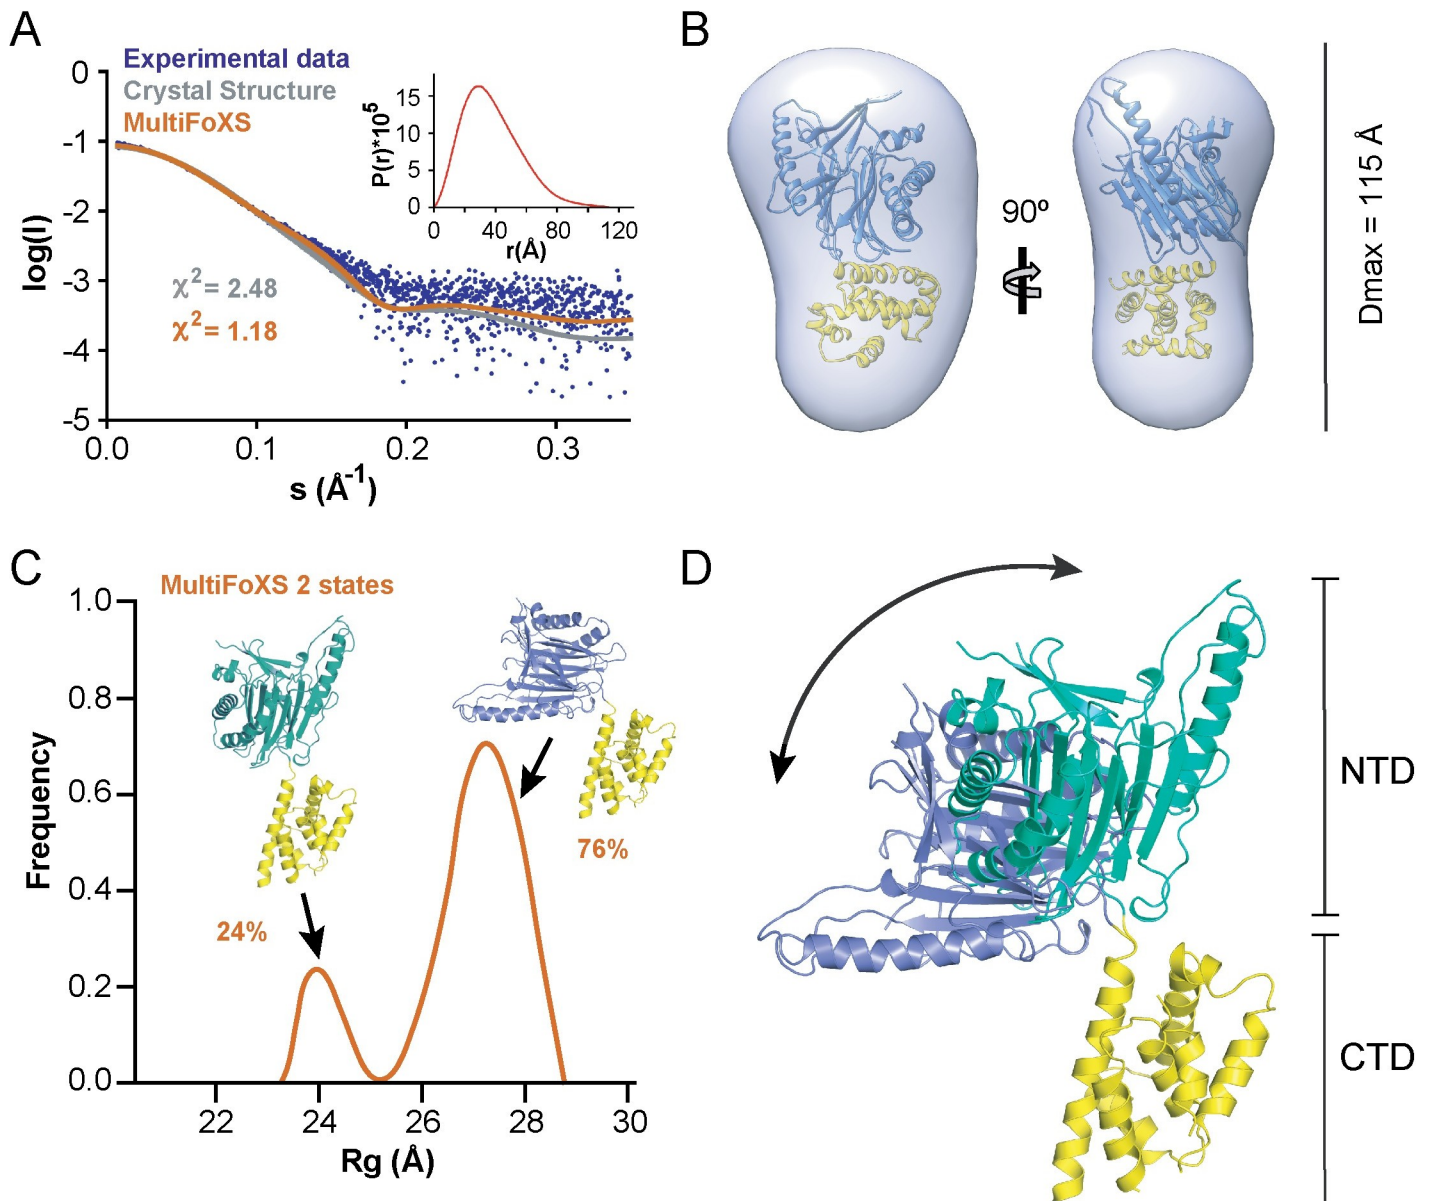 A
Experimental data
Crystal Structure
MultiFoXS
0
-1
-2
-3
-4
-5
log(I)
χ² = 2.48
χ² = 1.18
0.0
0.1
0.2
0.3
s (Å⁻¹)
P(r)*10⁵
15
10
5
0
0
40
80
120
r(Å)
B
90º
Dmax = 115 Å
C
MultiFoXS 2 states
1.0
0.8
0.6
0.4
0.2
0.0
Frequency
24%
76%
22
24
26
28
30
Rg (Å)
D
NTD
CTD